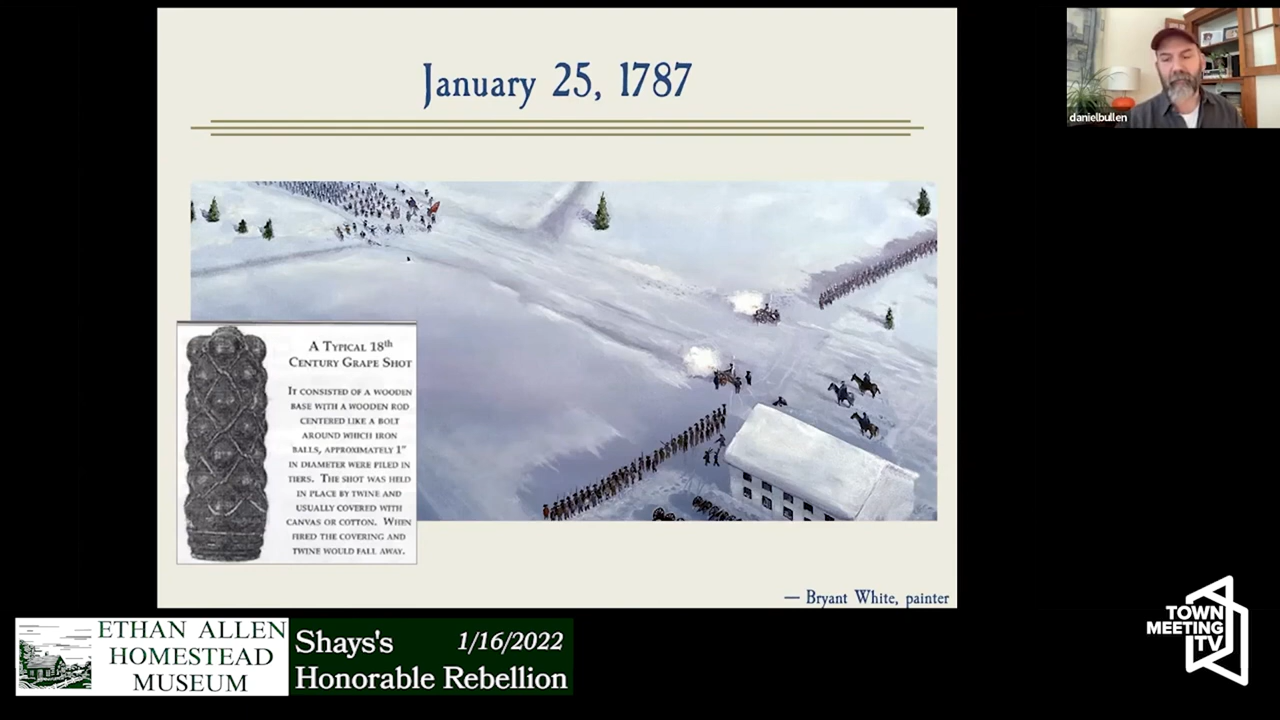 January 25, 1787
daniel bullen
A TYPICAL 18th
CENTURY GRAPE SHOT
IT CONSISTED OF A WOODEN
BASE WITH A WOODEN ROD
CENTERED LIKE A BOLT
AROUND WHICH IRON
BALLS, APPROXIMATELY 1"
IN DIAMETER WERE PILED IN
TIERS. THE SHOT WAS HELD
IN PLACE BY TWINE AND
USUALLY COVERED WITH
CANVAS OR COTTON. WHEN
FIRED THE COVERING AND
TWINE WOULD FALL AWAY.
— Bryant White, painter
ETHAN ALLEN
HOMESTEAD
MUSEUM
Shays's 1/16/2022
Honorable Rebellion
TOWN
MEETING
TV